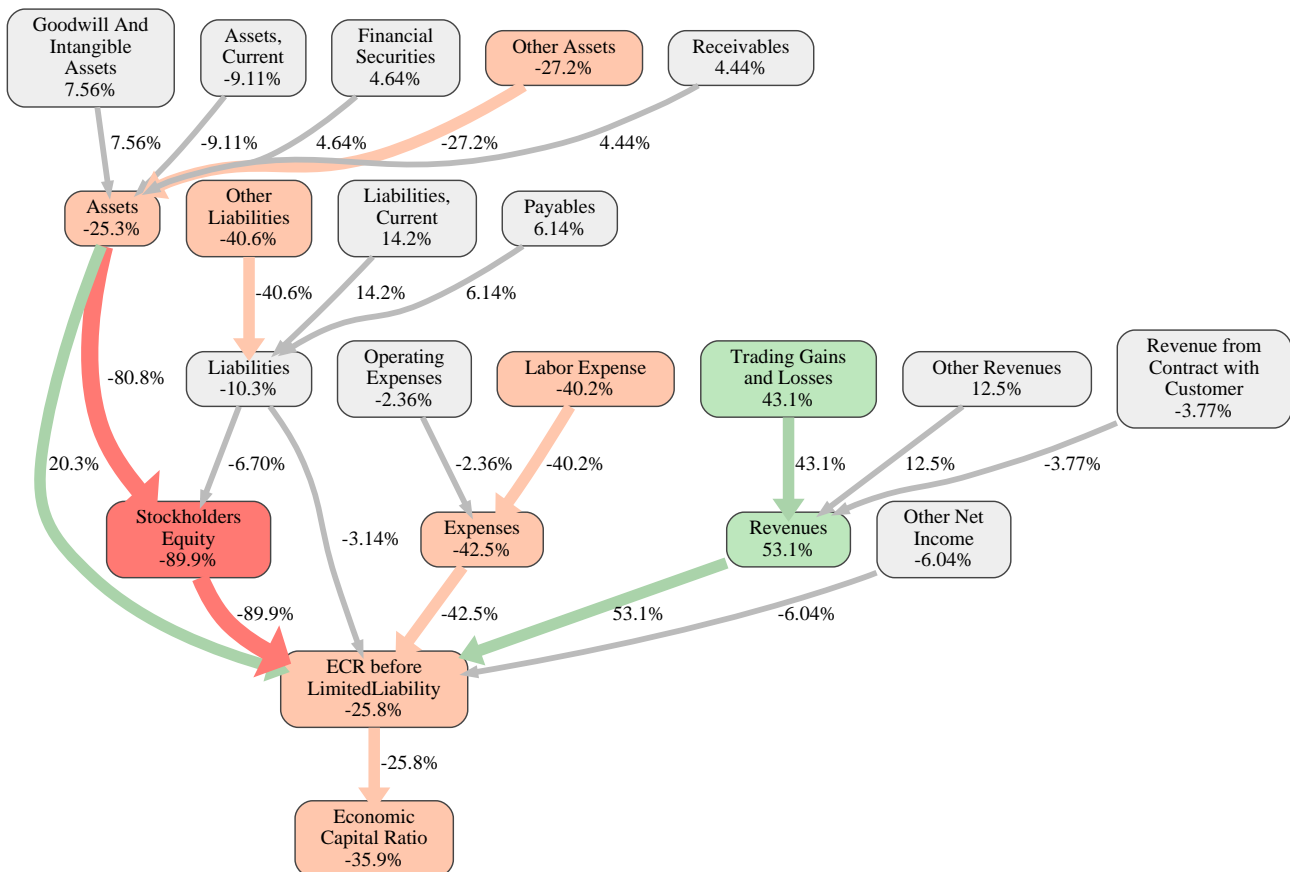 Goodwill And
Intangible
Assets
7.56%
Assets,
Current
-9.11%
Financial
Securities
4.64%
Other Assets
-27.2%
Receivables
4.44%
7.56%
-9.11%
4.64%
-27.2%
4.44%
Assets
-25.3%
Other
Liabilities
-40.6%
Liabilities,
Current
14.2%
Payables
6.14%
-40.6%
14.2%
6.14%
-80.8%
Liabilities
-10.3%
Operating
Expenses
-2.36%
Labor Expense
-40.2%
Trading Gains
and Losses
43.1%
Other Revenues
12.5%
Revenue from
Contract with
Customer
-3.77%
20.3%
-6.70%
-2.36%
-40.2%
43.1%
12.5%
-3.77%
Stockholders
Equity
-89.9%
-3.14%
Expenses
-42.5%
Revenues
53.1%
Other Net
Income
-6.04%
-89.9%
-42.5%
53.1%
-6.04%
ECR before
LimitedLiability
-25.8%
-25.8%
Economic
Capital Ratio
-35.9%